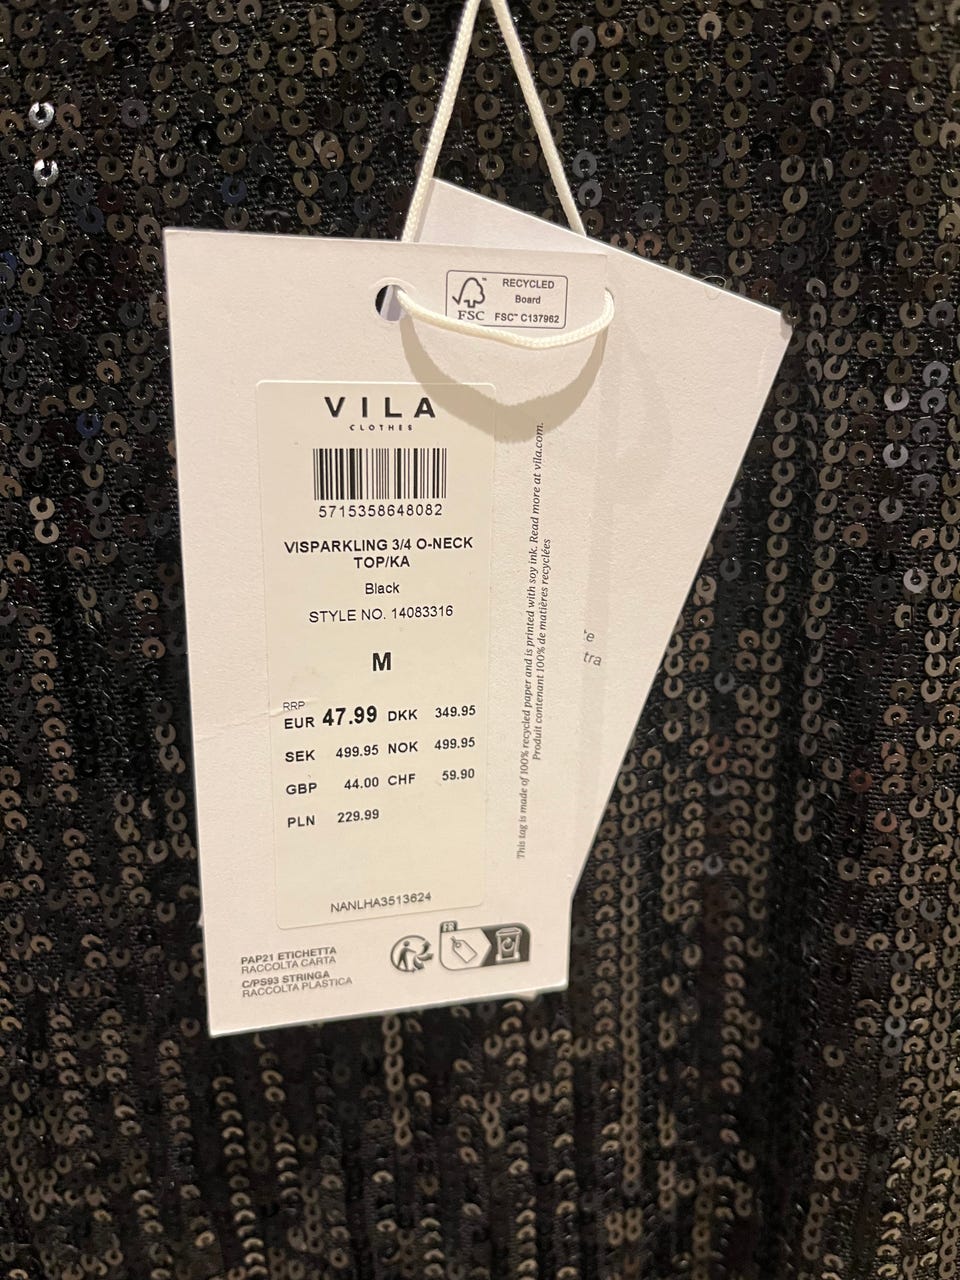 RECYCLED
Board
FSC™ C137962
FSC
VILA
CLOTHES
5715358648082
VISPARKLING 3/4 O-NECK
TOP/KA
Black
STYLE NO. 14083316
M
RRP
EUR 47.99 DKK 349.95
SEK 499.95 NOK 499.95
GBP 44.00 CHF 59.90
PLN 229.99
NANLHA3513624
This tag is made of 100% recycled paper and is printed with soy ink. Read more at vila.com.
Produit contenant 100% de matières recyclées
te
tra
FR
PAP21 ETICHETTA
RACCOLTA CARTA
C/PS93 STRINGA
RACCOLTA PLASTICA